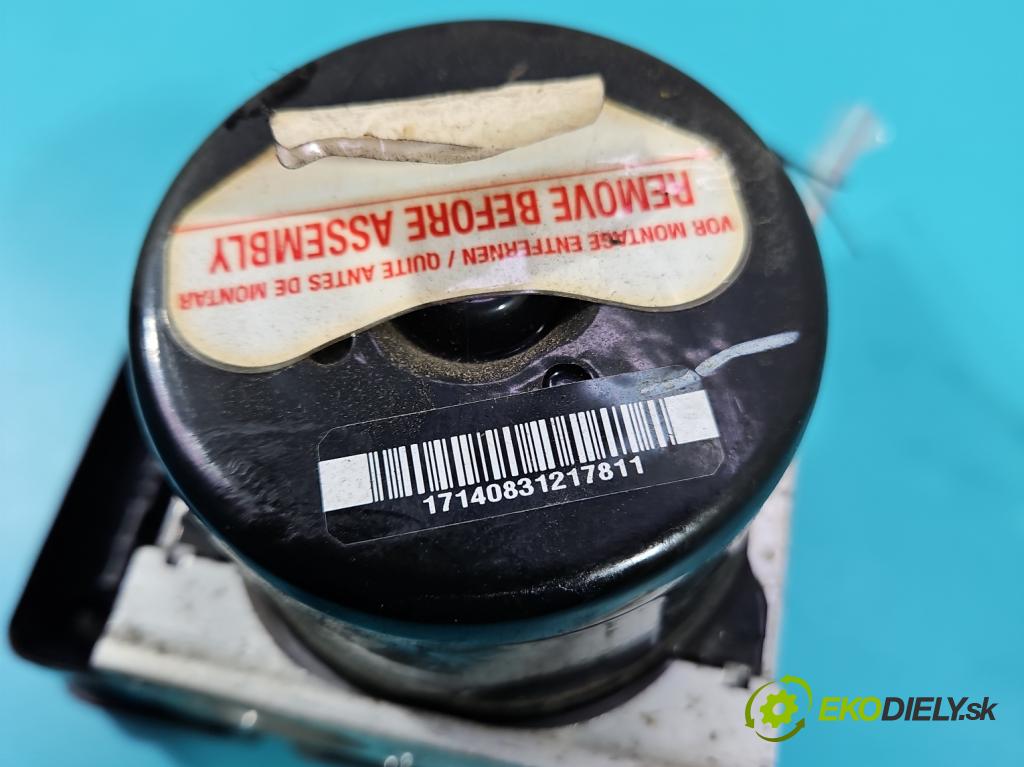 REMOVE BEFORE ASSEMBLY
VOR MONTAGE ENTFERNEN / QUITE ANTES DE MONTAR
17140831217811
EKODIELY.sk